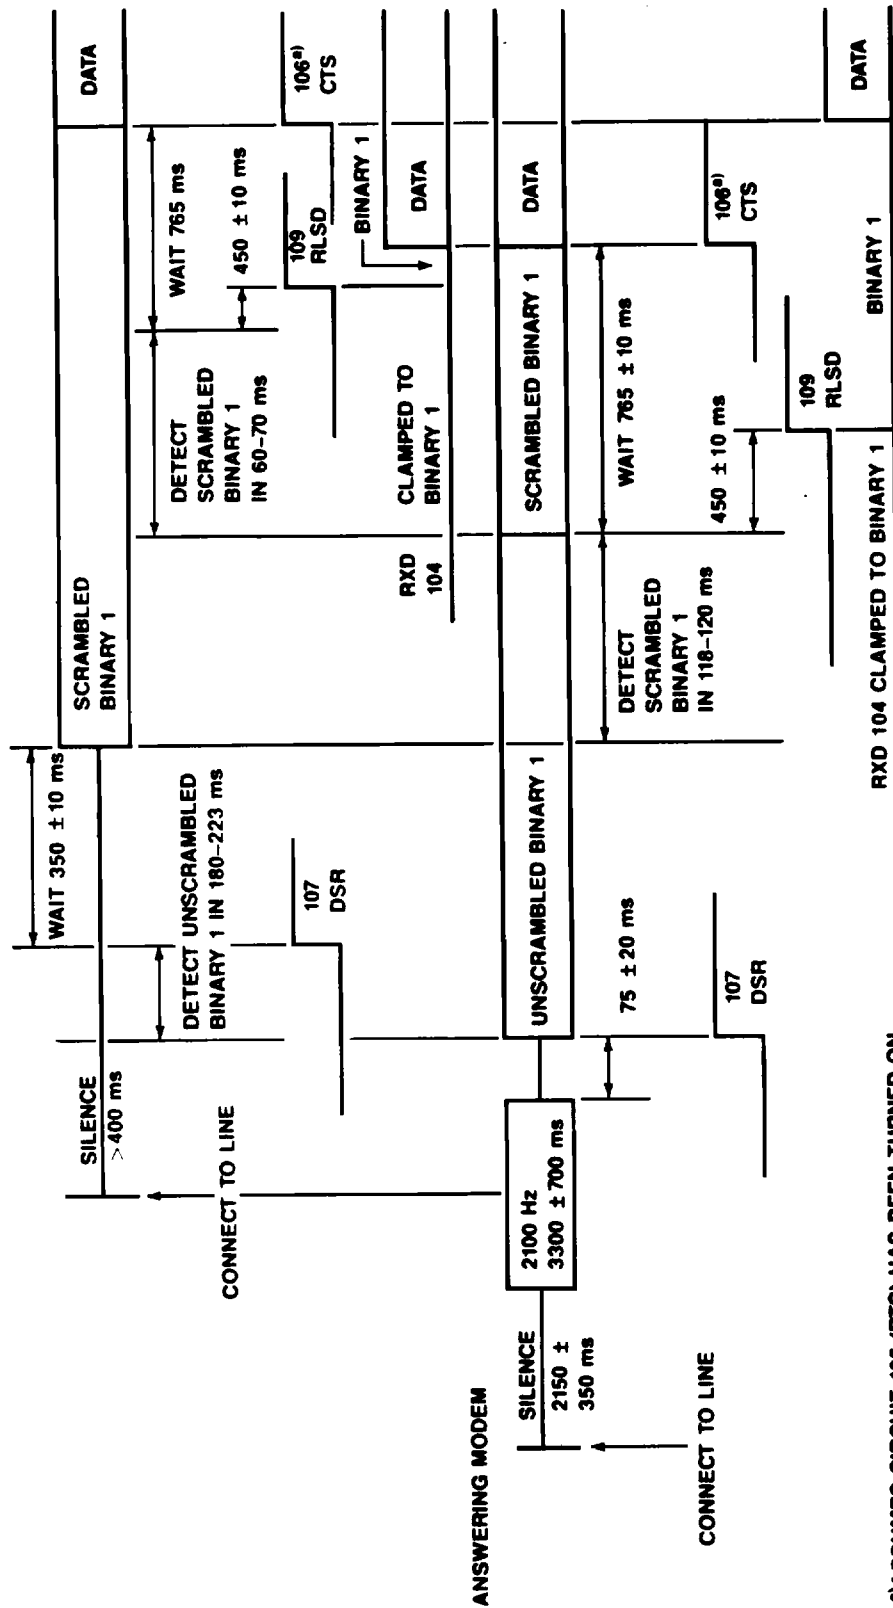 SILENCE
>400 ms
WAIT 350 ±10 ms
SCRAMBLED
BINARY 1
DATA
DETECT UNSCRAMBLED
BINARY 1 IN 180–223 ms
DETECT
SCRAMBLED
BINARY 1
IN 60–70 ms
WAIT 765 ms
450 ±10 ms
107
DSR
109
RLSD
106a)
CTS
CONNECT TO LINE
RXD
104
CLAMPED TO
BINARY 1
BINARY 1
DATA
ANSWERING MODEM
SILENCE
2150 ±
350 ms
2100 Hz
3300 ±700 ms
UNSCRAMBLED BINARY 1
SCRAMBLED BINARY 1
DATA
75 ±20 ms
DETECT
SCRAMBLED
BINARY 1
IN 118–120 ms
WAIT 765 ±10 ms
450 ±10 ms
CONNECT TO LINE
107
DSR
109
RLSD
106a)
CTS
RXD 104 CLAMPED TO BINARY 1
BINARY 1
DATA
HAS BEEN TURNED ON